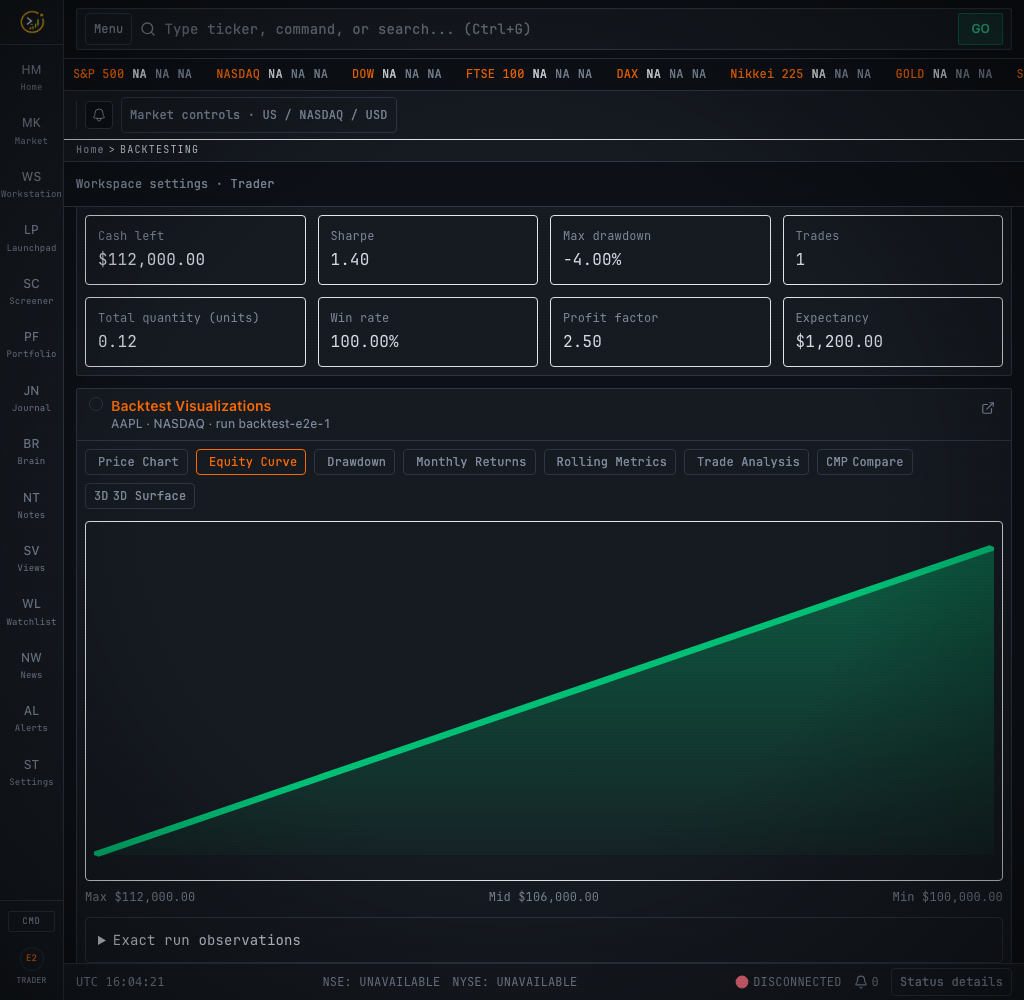 Menu
Type ticker, command, or search... (Ctrl+G)
GO
S&P 500 NA NA NA NASDAQ NA NA NA DOW NA NA NA FTSE 100 NA NA NA DAX NA NA NA Nikkei 225 NA NA NA GOLD NA NA NA S
Market controls · US / NASDAQ / USD
Home > BACKTESTING
Workspace settings · Trader
HM
Home
MK
Market
WS
Workstation
LP
Launchpad
SC
Screener
PF
Portfolio
JN
Journal
BR
Brain
NT
Notes
SV
Views
WL
Watchlist
NW
News
AL
Alerts
ST
Settings
CMD
E2
TRADER
Cash left
$112,000.00
Sharpe
1.40
Max drawdown
-4.00%
Trades
1
Total quantity (units)
0.12
Win rate
100.00%
Profit factor
2.50
Expectancy
$1,200.00
Backtest Visualizations
AAPL · NASDAQ · run backtest-e2e-1
Price Chart Equity Curve Drawdown Monthly Returns Rolling Metrics Trade Analysis CMP Compare
3D 3D Surface
Max $112,000.00 Mid $106,000.00 Min $100,000.00
▶ Exact run observations
UTC 16:04:21 NSE: UNAVAILABLE NYSE: UNAVAILABLE DISCONNECTED 0 Status details